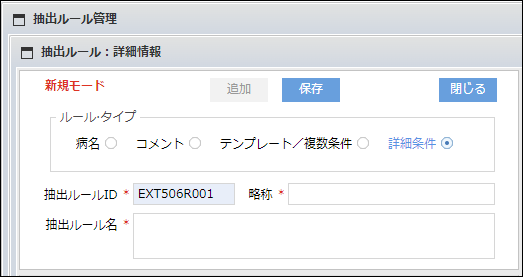 抽出ルール管理
抽出ルール：詳細情報
新規モード 追加 保存 閉じる
ルール・タイプ
病名 コメント テンプレート／複数条件 詳細条件
抽出ルールID * EXT506R001 略称 *
抽出ルール名 *